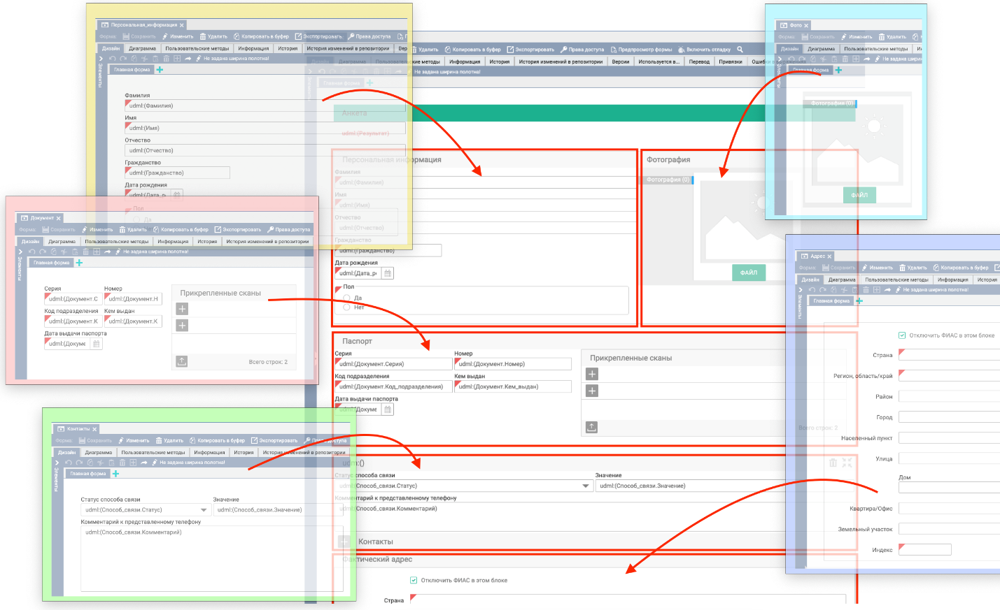 Персональная_информация ×
Форма: Сохранить Изменить Удалить Копировать в буфер Экспортировать Права доступа
Дизайн Диаграмма Пользовательские методы Информация История История изменений в репозитории
Не задана ширина полотна!
Элементы
Главная форма +
Фамилия
udml:(Фамилия)
Имя
udml:(Имя)
Отчество
udml:(Отчество)
Гражданство
udml:(Гражданство)
Дата рождения
Пол
Да
Удалить Копировать в буфер Экспортировать Права доступа Предпросмотр формы Включить отладку
Диаграмма Пользовательские методы Информация История История изменений в репозитории Версии Используется в... Перевод Привязки
Не задана ширина полотна!
Главная форма +
Анкета
udml:(Результат)
Персональная информация
Фамилия
udml:(Фамилия)
Имя
udml:(Имя)
Отчество
udml:(Отчество)
Гражданство
udml:(Гражданство)
Дата рождения
udml:(Дата_р
Пол
Да
Нет
Фотография
Фотография (0)
ФАЙЛ
Паспорт
Серия
udml:(Документ.Серия)
Номер
udml:(Документ.Номер)
Код подразделения
udml:(Документ.Код_подразделения)
Кем выдан
udml:(Документ.Кем_выдан)
Дата выдачи паспорта
udml:(Докуме
Прикрепленные сканы
Всего строк: 2
udm:()
Статус способа связи
udml:(Способ_связи.Статус)
Значение
udml:(Способ_связи.Значение)
Комментарий к представленному телефону
udml:(Способ_связи.Комментарий)
Контакты
Фактический адрес
Отключить ФИАС в этом блоке
Страна
Фото ×
Форма: Сохранить Изменить Удалить
Дизайн Диаграмма Пользовательские методы
Не задана ширин
Элементы
Главная форма +
Фотография (0)
ФАЙЛ
Документ ×
Форма: Сохранить Изменить Удалить Копировать в буфер Экспортировать Права доступа
Дизайн Диаграмма Пользовательские методы Информация История История изменений в репозитории
Не задана ширина полотна!
Элементы
Главная форма +
Серия
udml:(Документ.С
Номер
udml:(Документ.Н
Код подразделения
udml:(Документ.К
Кем выдан
udml:(Документ.К
Дата выдачи паспорта
udml:(Докуме
Прикрепленные сканы
Всего строк: 2
Контакты ×
Форма: Сохранить Изменить Удалить Копировать в буфер Экспортировать Права доступа
Дизайн Диаграмма Пользовательские методы Информация История История изменений в репозитории
Не задана ширина полотна!
Элементы
Главная форма +
Статус способа связи
udml:(Способ_связи.Статус)
Значение
udml:(Способ_связи.Значение)
Комментарий к представленному телефону
udml:(Способ_связи.Комментарий)
Адрес ×
Форма: Сохранить Изменить Удалить Копировать в буфер
Дизайн Диаграмма Пользовательские методы Информация История
Не задана ширина полотна!
Элементы
Главная форма +
Отключить ФИАС в этом блоке
Страна
Регион, область/край
Район
Город
Населенный пункт
Улица
Дом
Квартира/Офис
Земельный участок
Индекс